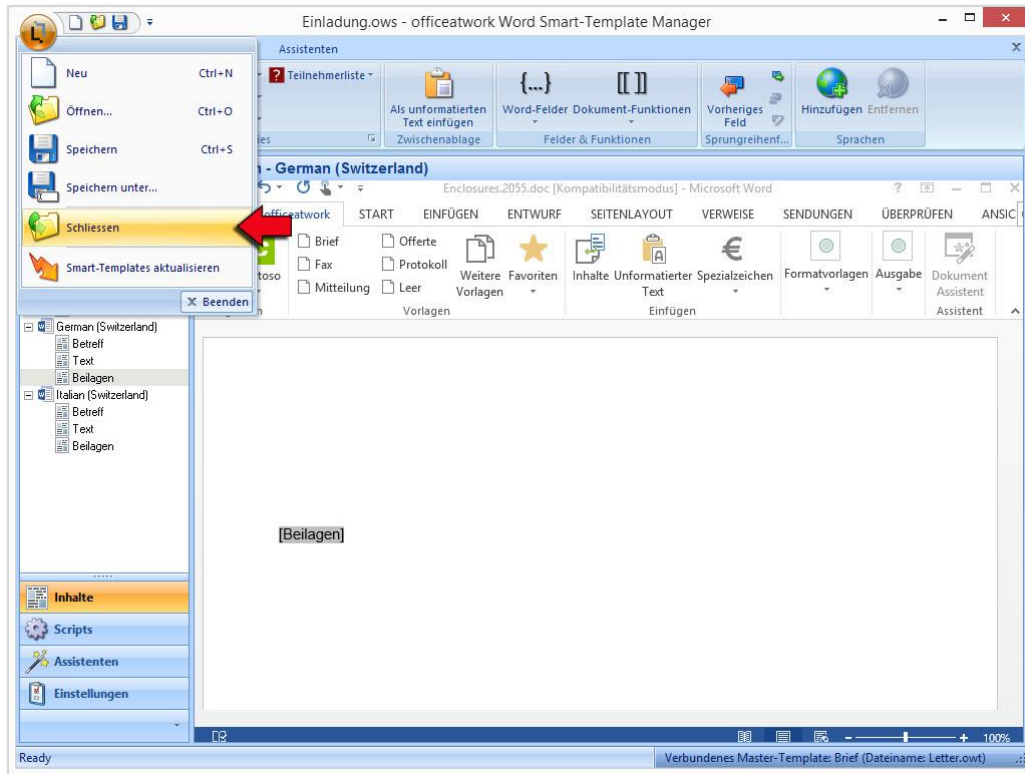 Einladung.ows - officeatwork Word Smart-Template Manager
Assistenten
X
Neu Ctrl+N
Öffnen... Ctrl+O
Speichern Ctrl+S
Speichern unter...
Schliessen
Smart-Templates aktualisieren
X Beenden
? Teilnehmerliste
Als unformatierten
Text einfügen
Zwischenablage
{...}
Word-Felder
[[ ]]
Dokument-Funktionen
Felder & Funktionen
Vorheriges
Feld
Sprungreihenf...
Hinzufügen Entfernen
Sprachen
- German (Switzerland)
Enclosures.2055.doc [Kompatibilitätsmodus] - Microsoft Word
officeatwork START EINFÜGEN ENTWURF SEITENLAYOUT VERWEISE SENDUNGEN ÜBERPRÜFEN ANSIC
Brief
Fax
Mitteilung
Offerte
Protokoll
Leer
Weitere
Vorlagen
Favoriten
Vorlagen
Inhalte
Unformatierter
Text
Spezialzeichen
Einfügen
Formatvorlagen
Ausgabe
Dokument
Assistent
Assistent
German (Switzerland)
Betreff
Text
Beilagen
Italian (Switzerland)
Betreff
Text
Beilagen
[Beilagen]
Inhalte
Scripts
Assistenten
Einstellungen
100%
Ready
Verbundenes Master-Template: Brief (Dateiname: Letter.owt)